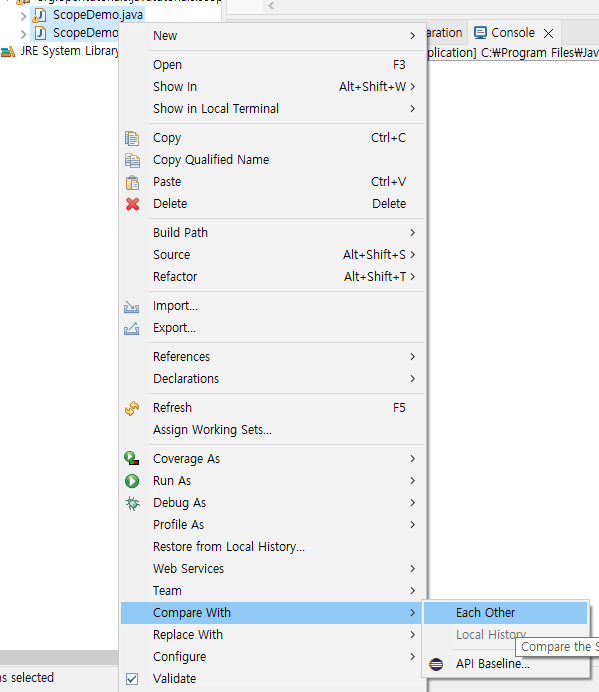 ScopeDemo.java
ScopeDemo
JRE System Library
aration
Console
plication] C:₩Program Files₩Jav
New
Open F3
Show In Alt+Shift+W
Show in Local Terminal
Copy Ctrl+C
Copy Qualified Name
Paste Ctrl+V
Delete Delete
Build Path
Source Alt+Shift+S
Refactor Alt+Shift+T
Import...
Export...
References
Declarations
Refresh F5
Assign Working Sets...
Coverage As
Run As
Debug As
Profile As
Restore from Local History...
Web Services
Team
Compare With
Replace With
Configure
Validate
Each Other
Local History
Compare the S
API Baseline...
ns selected